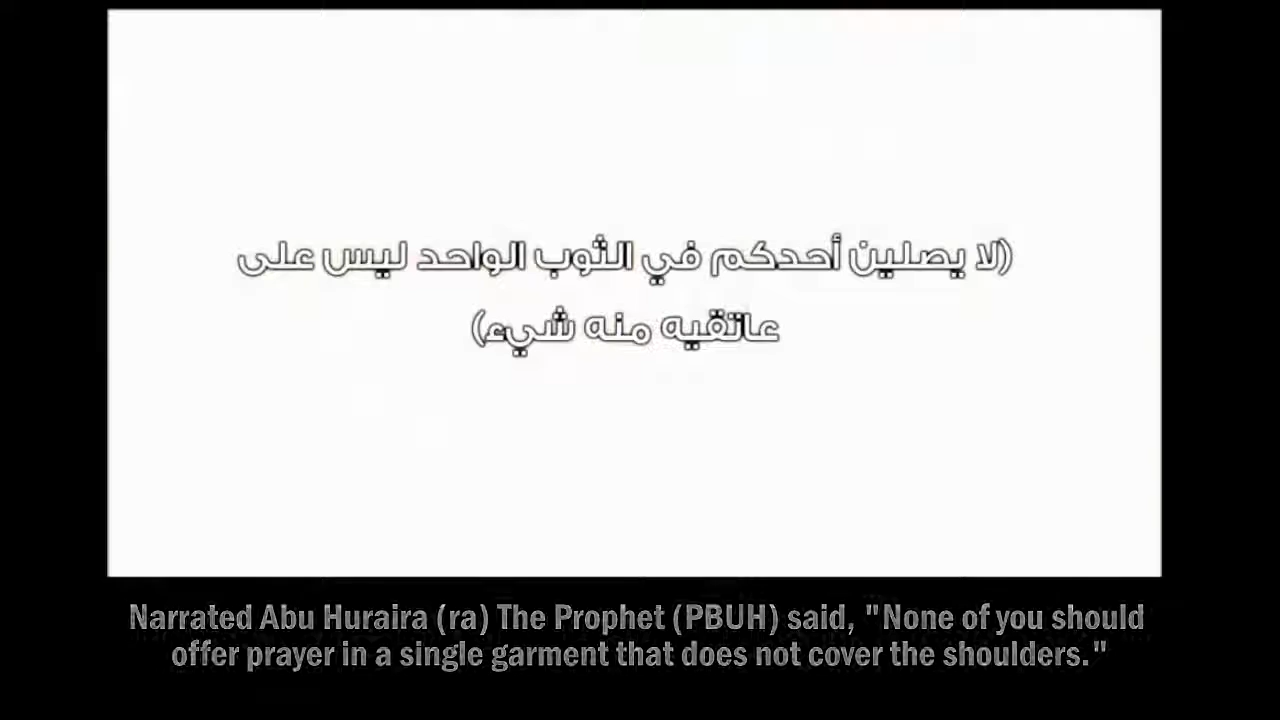 (لا يصلين أحدكم في الثوب الواحد ليس على
عاتقيه منه شيء)
Narrated Abu Huraira (ra) The Prophet (PBUH) said, "None of you should
offer prayer in a single garment that does not cover the shoulders."